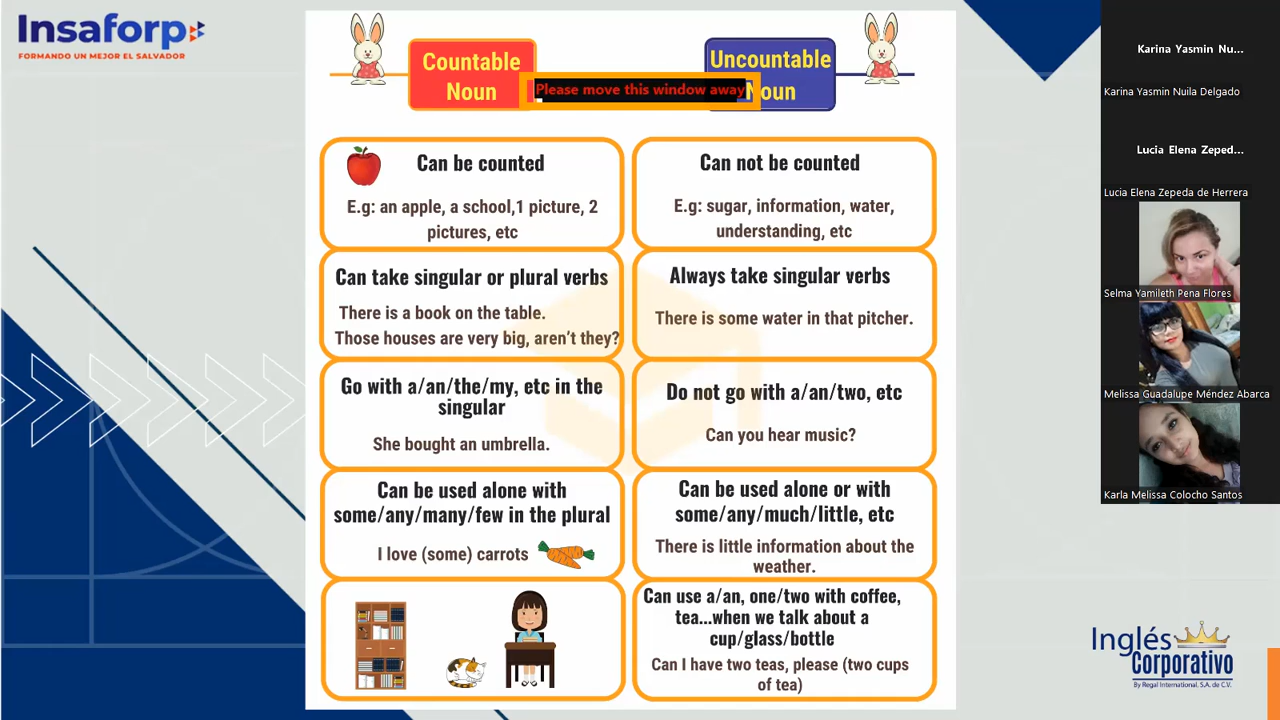 Insaforp
FORMANDO UN MEJOR EL SALVADOR
Countable
Noun
Uncountable
Noun
Please move this window away
Can be counted
E.g: an apple, a school,1 picture, 2
pictures, etc
Can not be counted
E.g: sugar, information, water,
understanding, etc
Can take singular or plural verbs
There is a book on the table.
Those houses are very big, aren't they?
Always take singular verbs
There is some water in that pitcher.
Go with a/an/the/my, etc in the
singular
She bought an umbrella.
Do not go with a/an/two, etc
Can you hear music?
Can be used alone with
some/any/many/few in the plural
I love (some) carrots
Can be used alone or with
some/any/much/little, etc
There is little information about the
weather.
Can use a/an, one/two with coffee,
tea...when we talk about a
cup/glass/bottle
Can I have two teas, please (two cups
of tea)
Karina Yasmin Nu...
Karina Yasmin Nuila Delgado
Lucia Elena Zeped...
Lucia Elena Zepeda de Herrera
Selma Yamileth Pena Flores
Melissa Guadalupe Méndez Abarca
Karla Melissa Colocho Santos
Inglés
Corporativo
By Regal International, S.A. de C.V.